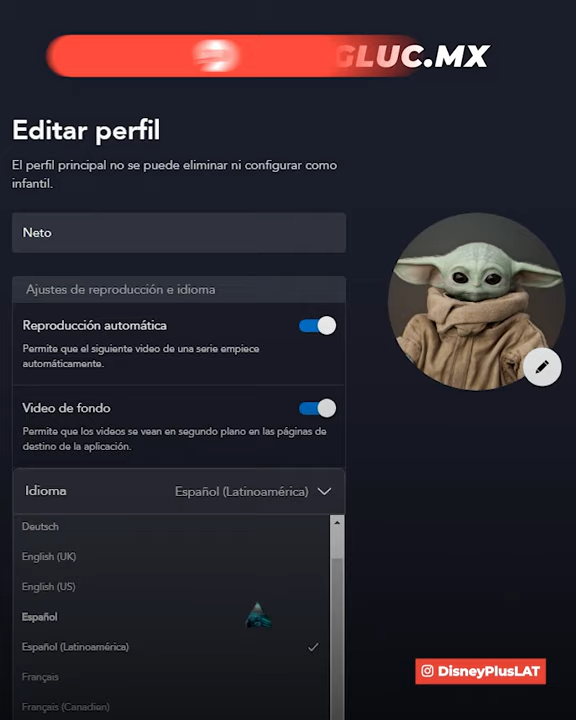 GLUC.MX
Editar perfil
El perfil principal no se puede eliminar ni configurar como
infantil.
Neto
Ajustes de reproducción e idioma
Reproducción automática
Permite que el siguiente video de una serie empiece
automáticamente.
Video de fondo
Permite que los videos se vean en segundo plano en las páginas de
destino de la aplicación.
Idioma
Español (Latinoamérica)
Deutsch
English (UK)
English (US)
Español
Español (Latinoamérica)
Français
Français (Canadien)
DisneyPlusLAT